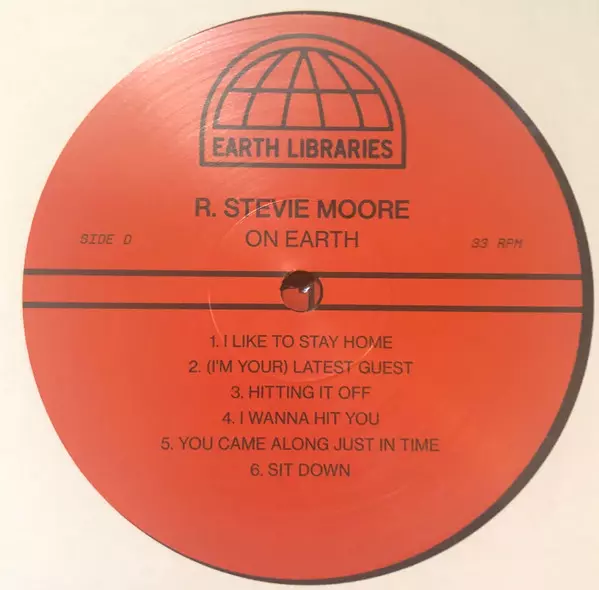 EARTH LIBRARIES
R. STEVIE MOORE
SIDE D
ON EARTH
33 RPM
1. I LIKE TO STAY HOME
2. (I'M YOUR) LATEST GUEST
3. HITTING IT OFF
4. I WANNA HIT YOU
5. YOU CAME ALONG JUST IN TIME
6. SIT DOWN